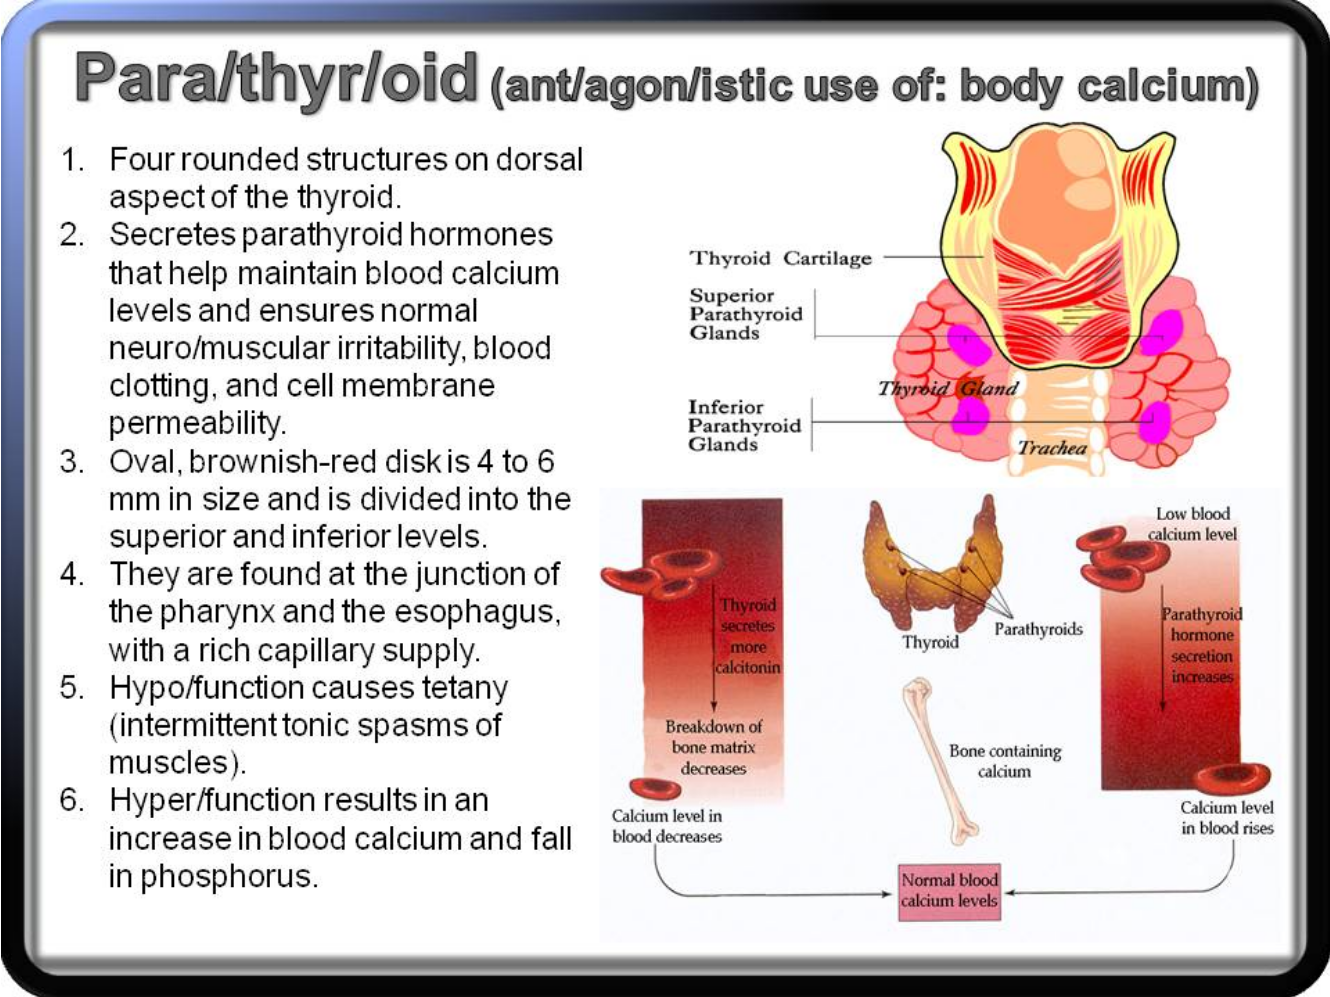 Para/thyr/oid (ant/agon/istic use of: body calcium)
1. Four rounded structures on dorsal
aspect of the thyroid.
2. Secretes parathyroid hormones
that help maintain blood calcium
levels and ensures normal
neuro/muscular irritability, blood
clotting, and cell membrane
permeability.
3. Oval, brownish-red disk is 4 to 6
mm in size and is divided into the
superior and inferior levels.
4. They are found at the junction of
the pharynx and the esophagus,
with a rich capillary supply.
5. Hypo/function causes tetany
(intermittent tonic spasms of
muscles).
6. Hyper/function results in an
increase in blood calcium and fall
in phosphorus.
Thyroid Cartilage
Superior
Parathyroid
Glands
Thyroid Gland
Inferior
Parathyroid
Glands
Trachea
Thyroid
secretes
more
calcitonin
Breakdown of
bone matrix
decreases
Calcium level in
blood decreases
Thyroid
Parathyroids
Bone containing
calcium
Low blood
calcium level
Parathyroid
hormone
secretion
increases
Calcium level
in blood rises
Normal blood
calcium levels